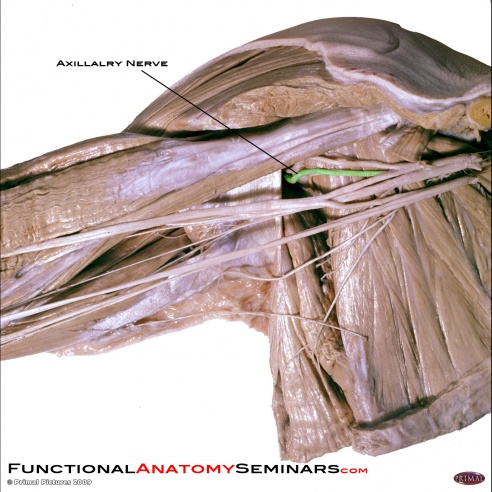 Axillalry Nerve
FunctionalAnatomySeminars.com
© Primal Pictures 2009
PRIMAL